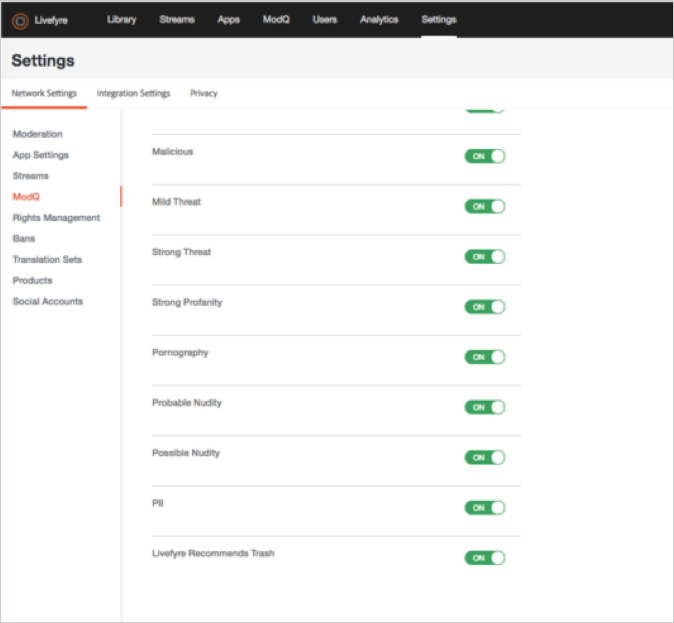 Livefyre Library Streams Apps ModQ Users Analytics Settings
Settings
Network Settings Integration Settings Privacy
Moderation
App Settings
Streams
ModQ
Rights Management
Bans
Translation Sets
Products
Social Accounts
Malicious ON
Mild Threat ON
Strong Threat ON
Strong Profanity ON
Pornography ON
Probable Nudity ON
Possible Nudity ON
PII ON
Livefyre Recommends Trash ON